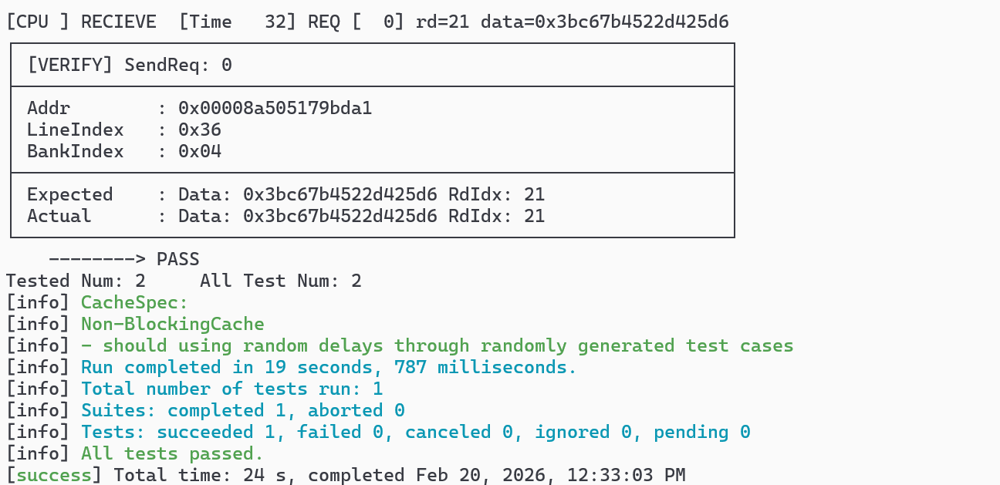 [CPU ] RECIEVE  [Time   32] REQ [  0] rd=21 data=0x3bc67b4522d425d6
[VERIFY] SendReq: 0
Addr        : 0x00008a505179bda1
LineIndex   : 0x36
BankIndex   : 0x04
Expected    : Data: 0x3bc67b4522d425d6 RdIdx: 21
Actual      : Data: 0x3bc67b4522d425d6 RdIdx: 21
--------> PASS
Tested Num: 2     All Test Num: 2
[info] CacheSpec:
[info] Non-BlockingCache
[info] - should using random delays through randomly generated test cases
[info] Run completed in 19 seconds, 787 milliseconds.
[info] Total number of tests run: 1
[info] Suites: completed 1, aborted 0
[info] Tests: succeeded 1, failed 0, canceled 0, ignored 0, pending 0
[info] All tests passed.
[success] Total time: 24 s, completed Feb 20, 2026, 12:33:03 PM